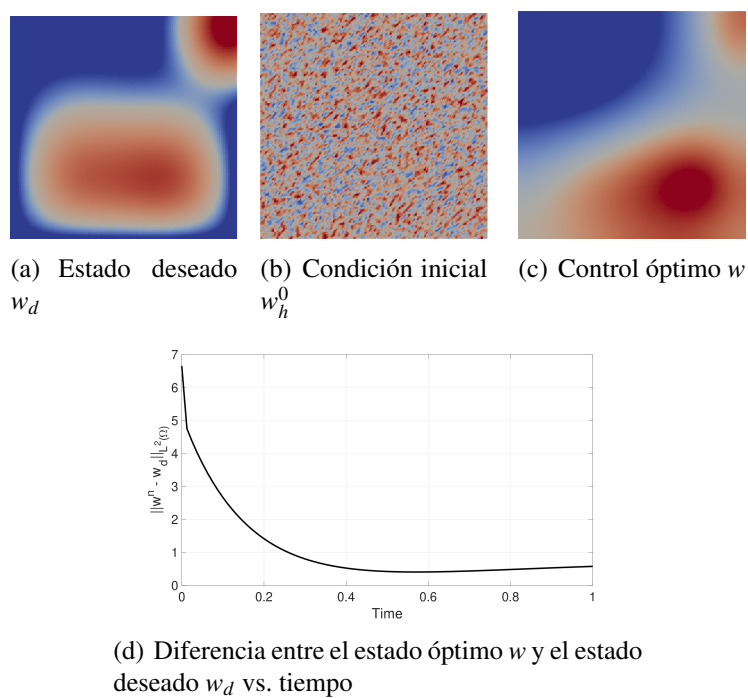 (a) Estado deseado
w_d
(b) Condición inicial
w_h^0
(c) Control óptimo w
7
6
5
4
3
2
1
0
||w^n - w_d||_{L^2(Ω)}
0 0.2 0.4 0.6 0.8 1
Time
(d) Diferencia entre el estado óptimo w y el estado
deseado w_d vs. tiempo